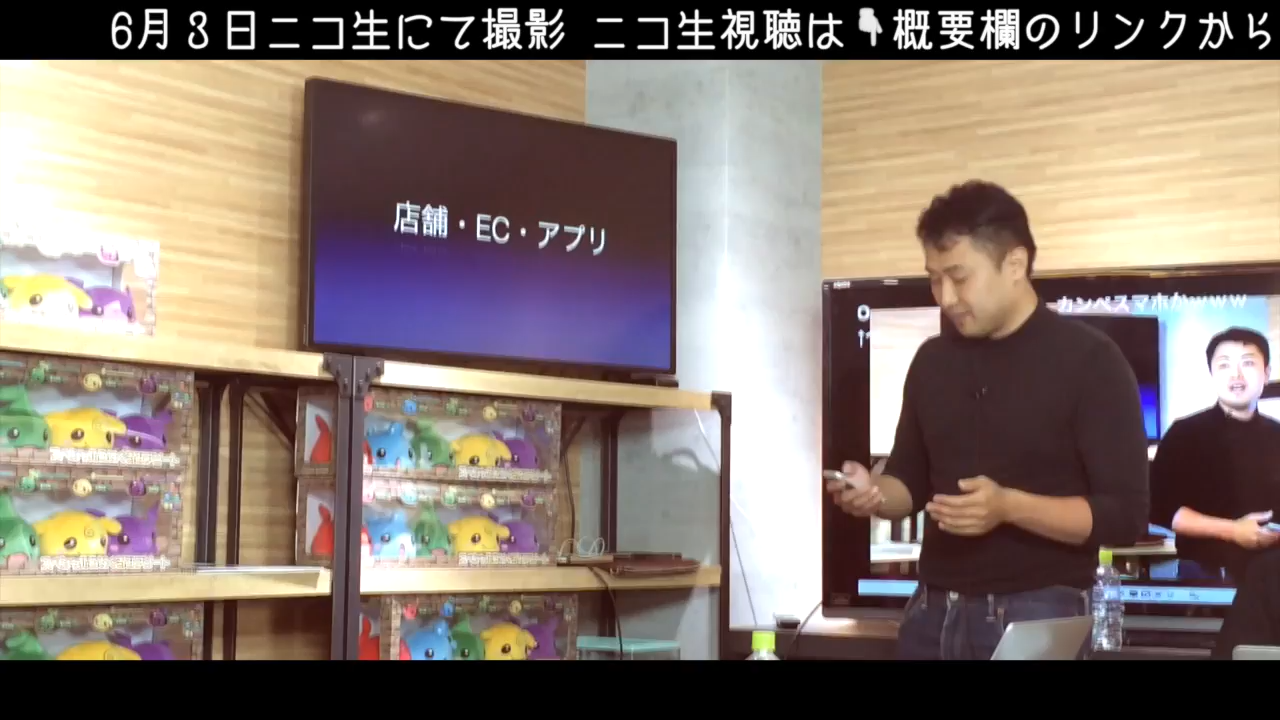 6月3日ニコ生にて撮影 ニコ生視聴は👇概要欄のリンクから
店舗・EC・アプリ
カンペスマホかwww